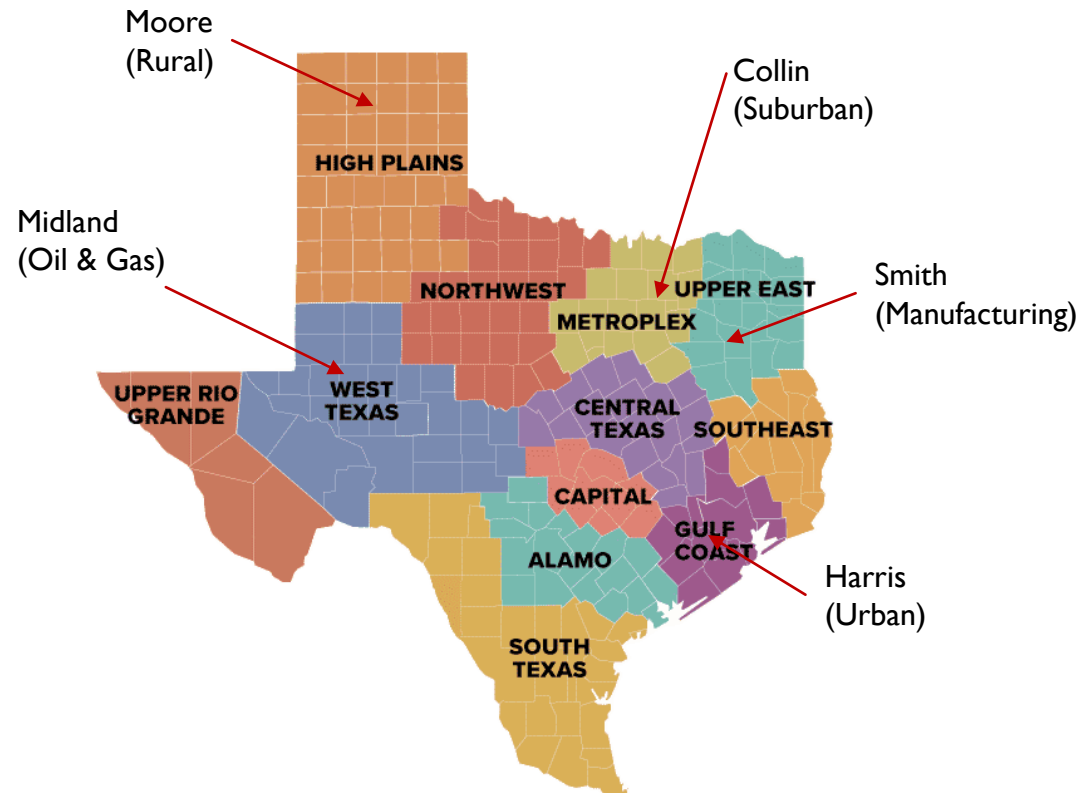 Moore
(Rural)
Collin
(Suburban)
HIGH PLAINS
Midland
(Oil & Gas)
NORTHWEST
UPPER EAST
Smith
(Manufacturing)
METROPLEX
UPPER RIO
GRANDE
WEST
TEXAS
CENTRAL
TEXAS
SOUTHEAST
CAPITAL
GULF
COAST
ALAMO
Harris
(Urban)
SOUTH
TEXAS